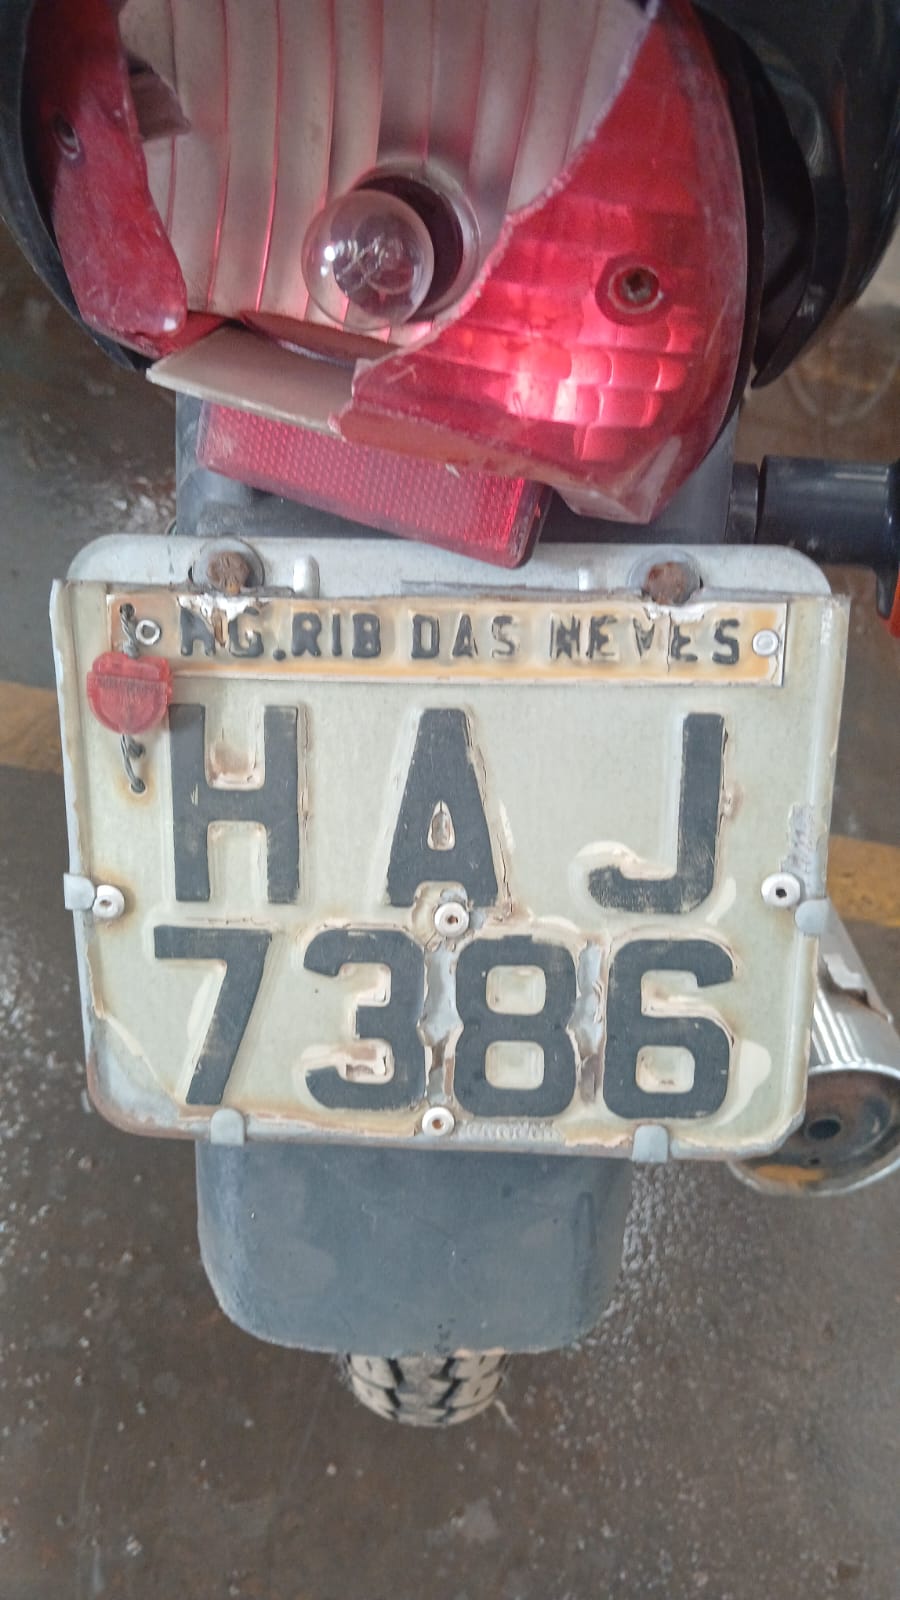 MG.RIB DAS NEVES
HAJ
7386